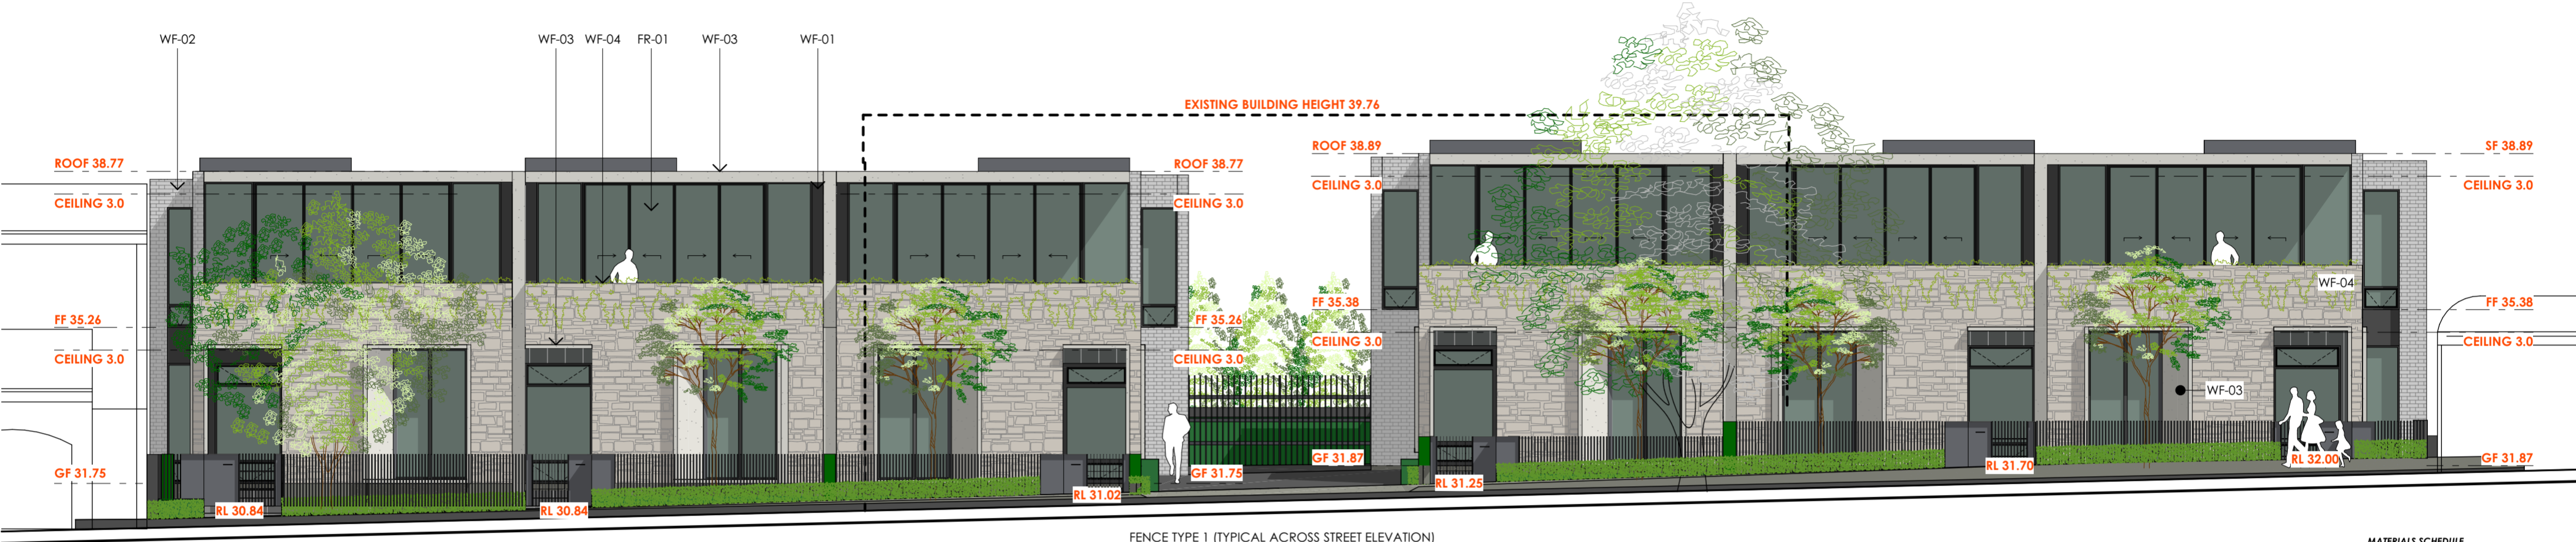 WF-02
WF-03 WF-04 FR-01 WF-03 WF-01
EXISTING BUILDING HEIGHT 39.76
ROOF 38.77
CEILING 3.0
ROOF 38.77
CEILING 3.0
ROOF 38.89
CEILING 3.0
SF 38.89
CEILING 3.0
FF 35.26
CEILING 3.0
FF 35.26
CEILING 3.0
FF 35.38
CEILING 3.0
WF-04
FF 35.38
CEILING 3.0
WF-03
GF 31.75
GF 31.75
GF 31.87
RL 32.00
GF 31.87
RL 30.84
RL 30.84
RL 31.02
RL 31.25
RL 31.70
FENCE TYPE 1 (TYPICAL ACROSS STREET ELEVATION)
MATERIALS SCHEDULE